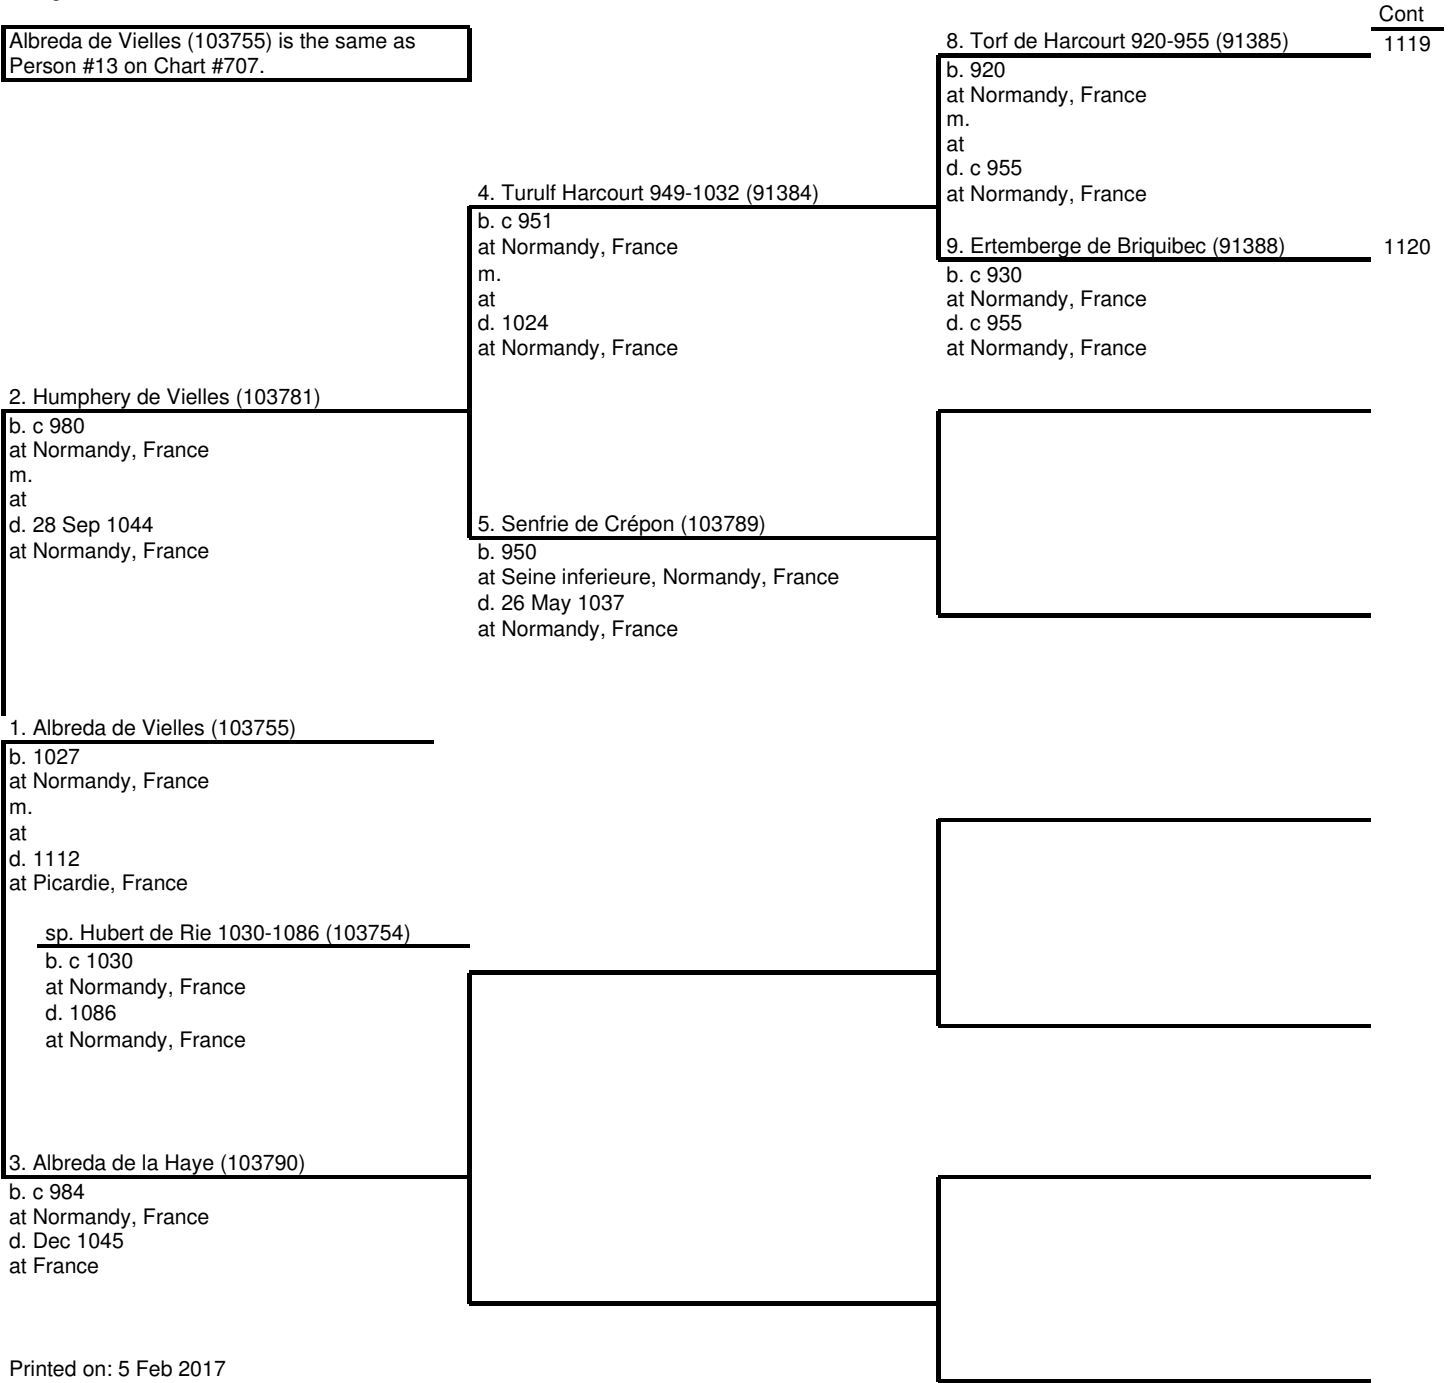 Cont
Albreda de Vielles (103755) is the same as
Person #13 on Chart #707.
8. Torf de Harcourt 920-955 (91385)
1119
b. 920
at Normandy, France
m.
at
d. c 955
at Normandy, France
4. Turulf Harcourt 949-1032 (91384)
b. c 951
at Normandy, France
m.
at
d. 1024
at Normandy, France
9. Ertemberge de Briquibec (91388)
1120
b. c 930
at Normandy, France
d. c 955
at Normandy, France
2. Humphery de Vielles (103781)
b. c 980
at Normandy, France
m.
at
d. 28 Sep 1044
at Normandy, France
5. Senfrie de Crépon (103789)
b. 950
at Seine inferieure, Normandy, France
d. 26 May 1037
at Normandy, France
1. Albreda de Vielles (103755)
b. 1027
at Normandy, France
m.
at
d. 1112
at Picardie, France
sp. Hubert de Rie 1030-1086 (103754)
b. c 1030
at Normandy, France
d. 1086
at Normandy, France
3. Albreda de la Haye (103790)
b. c 984
at Normandy, France
d. Dec 1045
at France
Printed on: 5 Feb 2017